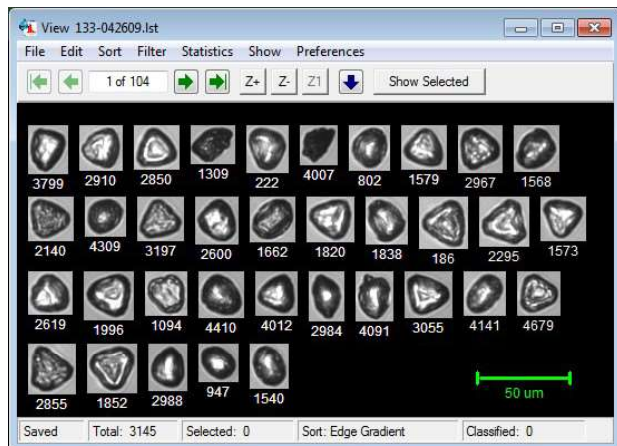 View 133-042609.lst
File Edit Sort Filter Statistics Show Preferences
1 of 104 Z+ Z- Z1 Show Selected
3799 2910 2850 1309 222 4007 802 1579 2967 1568
2140 4309 3197 2600 1662 1820 1838 186 2295 1573
2619 1996 1094 4410 4012 2984 4091 3055 4141 4679
2855 1852 2988 947 1540
50 um
Saved Total: 3145 Selected: 0 Sort: Edge Gradient Classified: 0